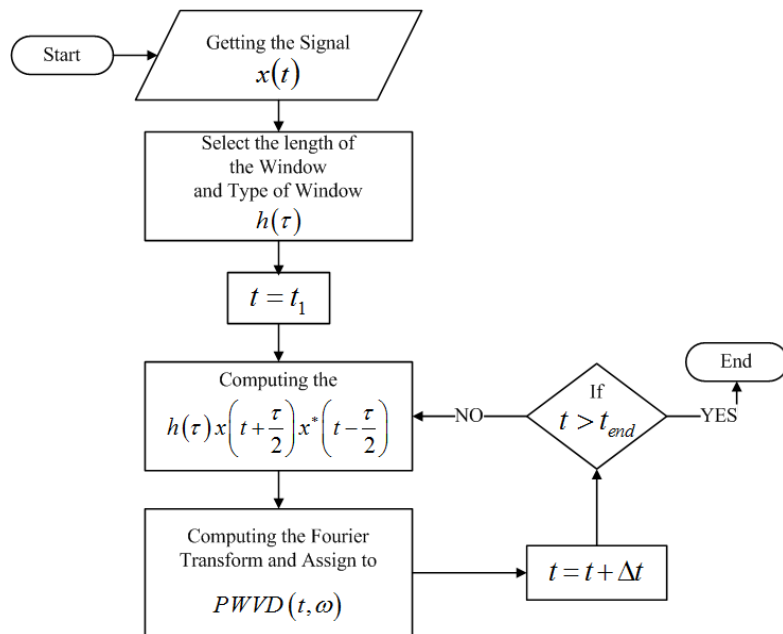 Start
Getting the Signal
x(t)
Select the length of
the Window
and Type of Window
h(τ)
t = t₁
Computing the
h(τ) x(t+τ/2) x*(t−τ/2)
Computing the Fourier
Transform and Assign to
PWVD(t,ω)
t = t + Δt
If
t > t_end
NO
YES
End